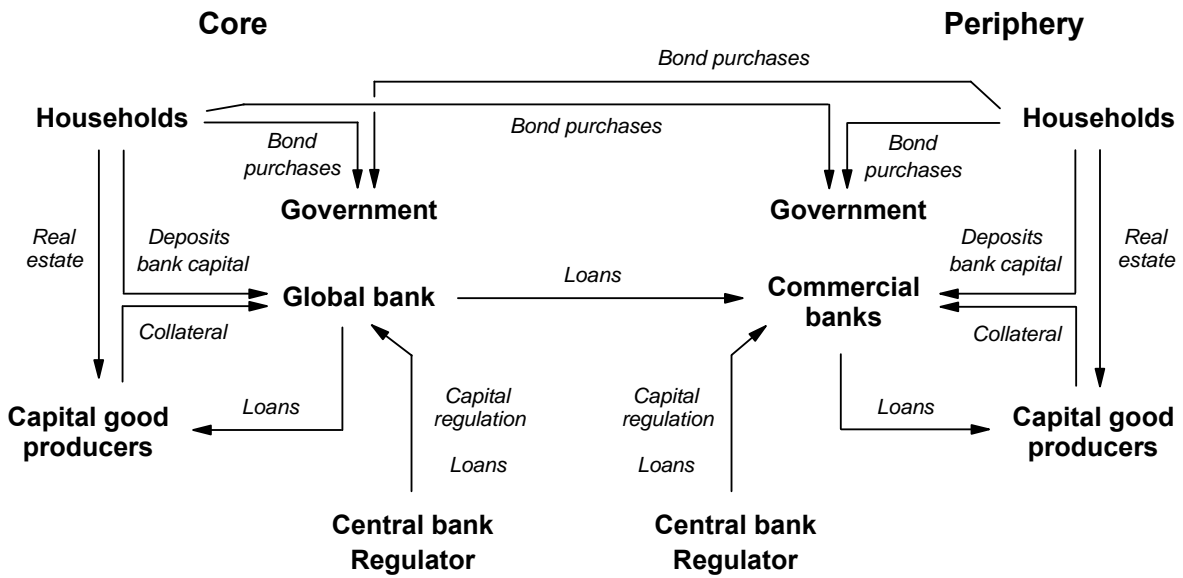 Core
Periphery
Bond purchases
Households
Bond purchases
Households
Bond
purchases
Bond
purchases
Government
Government
Real
estate
Deposits
bank capital
Deposits
bank capital
Real
estate
Global bank
Loans
Commercial
banks
Collateral
Collateral
Capital good
producers
Loans
Capital
regulation
Loans
Capital
regulation
Loans
Loans
Capital good
producers
Central bank
Regulator
Central bank
Regulator